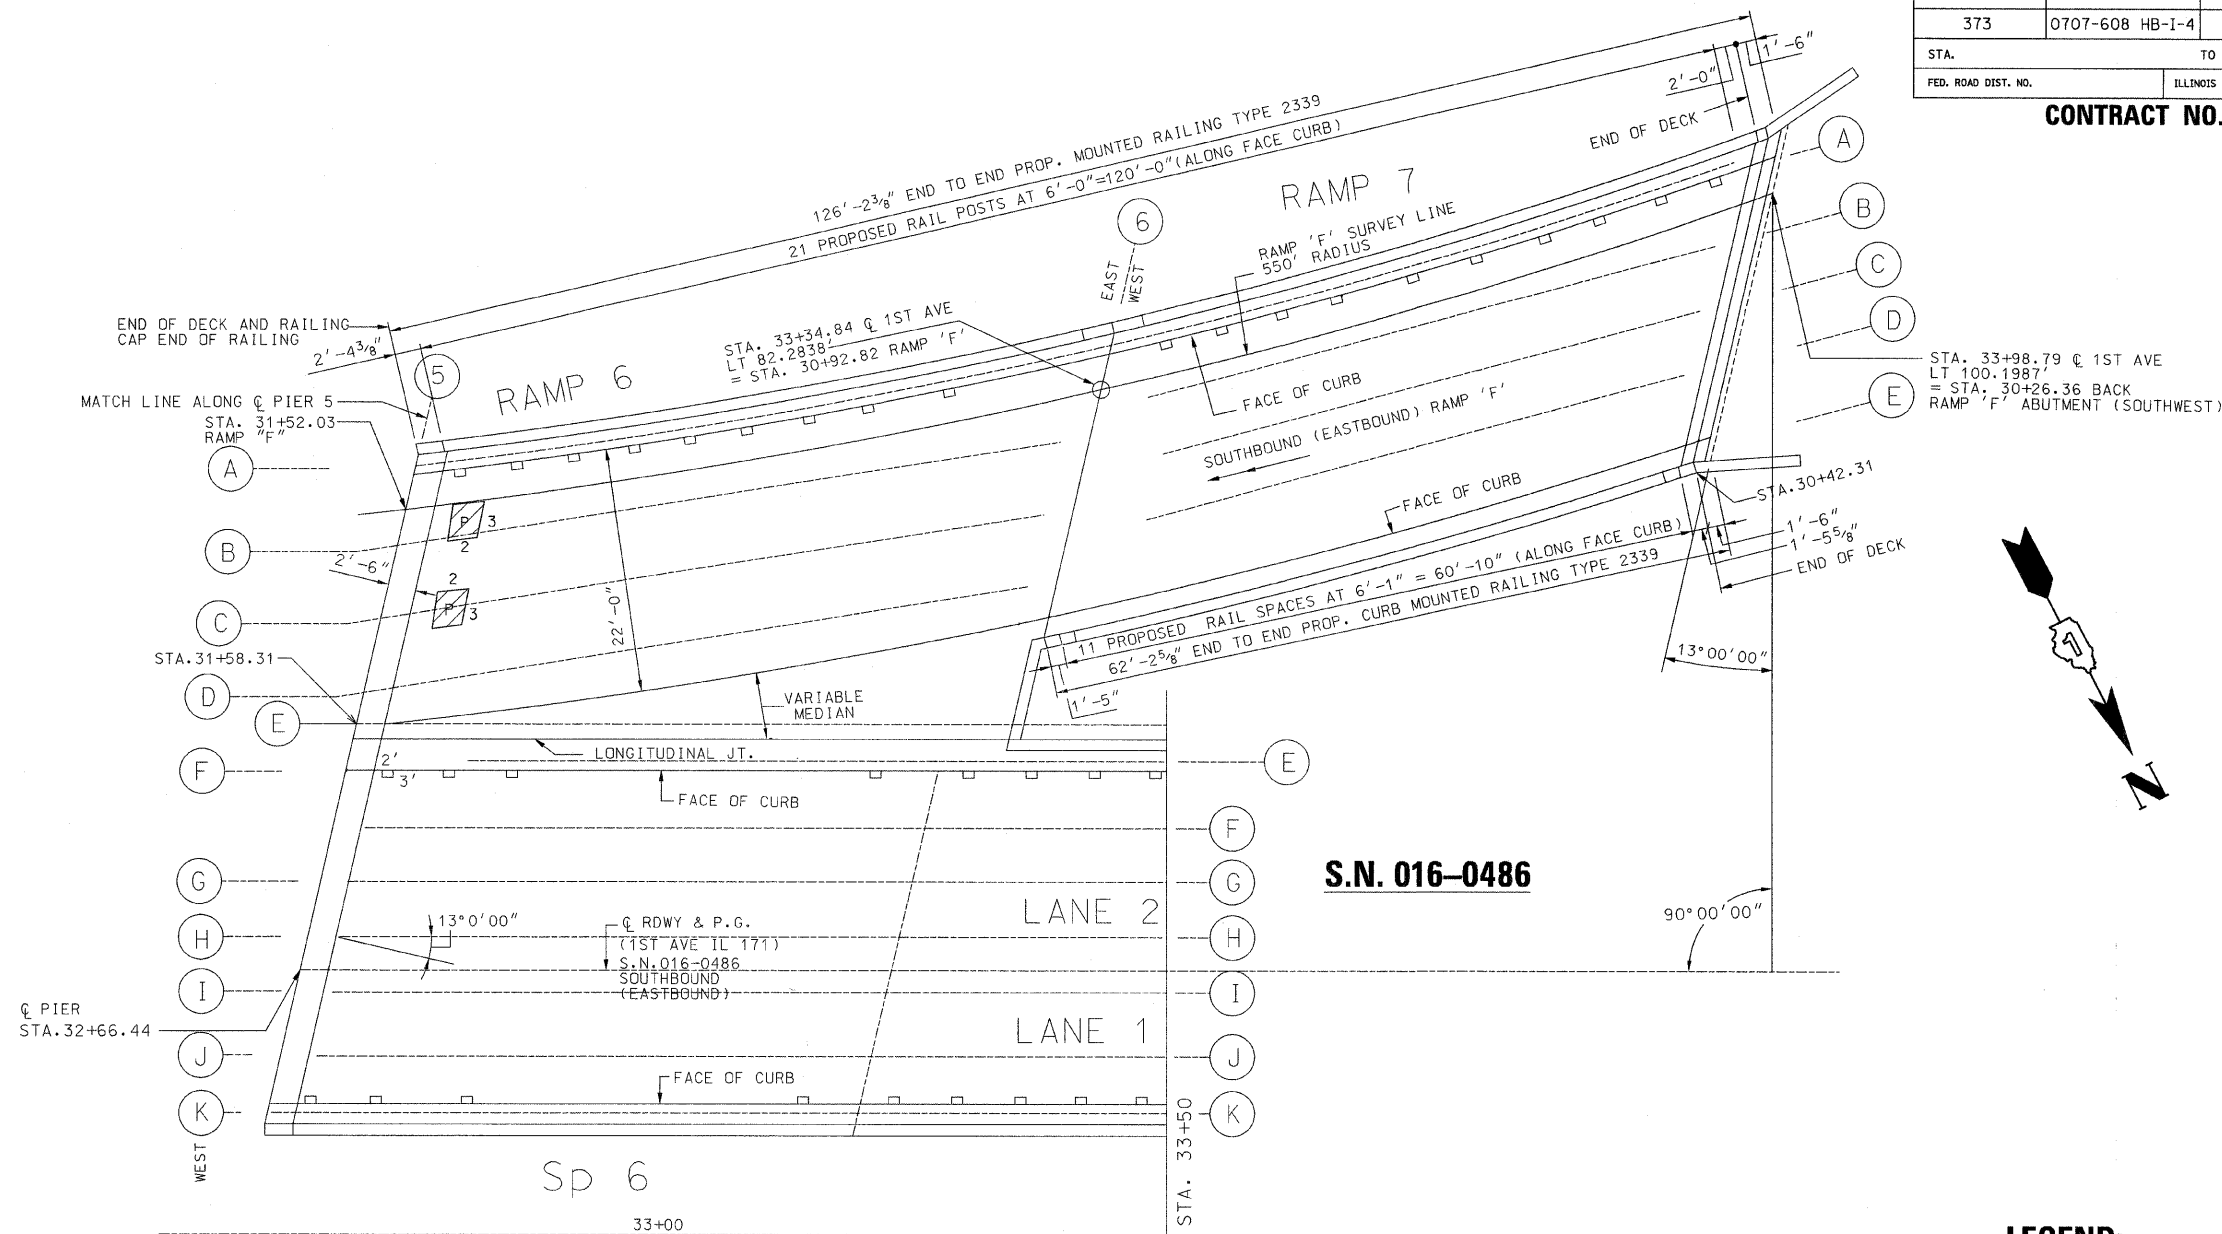 373 0707-608 HB-I-4
STA. TO
FED. ROAD DIST. NO. ILLINOIS
CONTRACT NO.
1'-6"
2'-0"
END OF DECK
126'-2 3/8" END TO END PROP. MOUNTED RAILING TYPE 2339
21 PROPOSED RAIL POSTS AT 6'-0"=120'-0"(ALONG FACE CURB)
RAMP 7
A
B
C
D
E
6
EAST
WEST
RAMP 'F' SURVEY LINE
550' RADIUS
END OF DECK AND RAILING
CAP END OF RAILING
2'-4 3/8"
5
RAMP 6
STA. 33+34.84 ℄ 1ST AVE
LT 82.2838'
= STA. 30+92.82 RAMP 'F'
STA. 33+98.79 ℄ 1ST AVE
LT 100.1987'
= STA. 30+26.36 BACK
RAMP 'F' ABUTMENT (SOUTHWEST)
MATCH LINE ALONG ℄ PIER 5
STA. 31+52.03
RAMP "F"
FACE OF CURB
SOUTHBOUND (EASTBOUND) RAMP 'F'
FACE OF CURB
STA.30+42.31
1'-6"
1'-5 5/8"
END OF DECK
A
B
C
D
E
F
P 3
2
2
P 3
2'-6"
22'-0"
11 PROPOSED RAIL SPACES AT 6'-1" = 60'-10" (ALONG FACE CURB)
62'-2 5/8" END TO END PROP. CURB MOUNTED RAILING TYPE 2339
1'-5"
13°00'00"
STA.31+58.31
VARIABLE
MEDIAN
LONGITUDINAL JT.
2'
3'
FACE OF CURB
E
F
G
G
H
H
I
I
J
J
K
K
LANE 2
S.N. 016-0486
90°00'00"
1
N
13°0'00"
℄ RDWY & P.G.
(1ST AVE IL 171)
S.N.016-0486
SOUTHBOUND
(EASTBOUND)
℄ PIER
STA.32+66.44
LANE 1
FACE OF CURB
WEST
Sp 6
STA. 33+50
33+00
LEGEND: